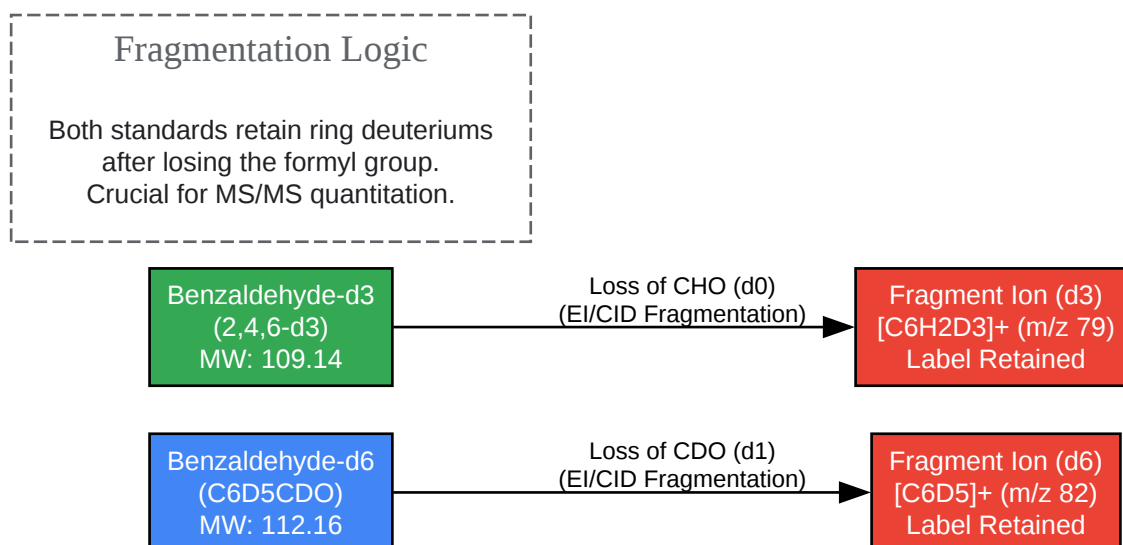 Fragmentation Logic
Both standards retain ring deuteriums
after losing the formyl group.
Crucial for MS/MS quantitation.
Benzaldehyde-d3
(2,4,6-d3)
MW: 109.14
Loss of CHO (d0)
(EI/CID Fragmentation)
Fragment Ion (d3)
[C6H2D3]+ (m/z 79)
Label Retained
Benzaldehyde-d6
(C6D5CDO)
MW: 112.16
Loss of CDO (d1)
(EI/CID Fragmentation)
Fragment Ion (d6)
[C6D5]+ (m/z 82)
Label Retained